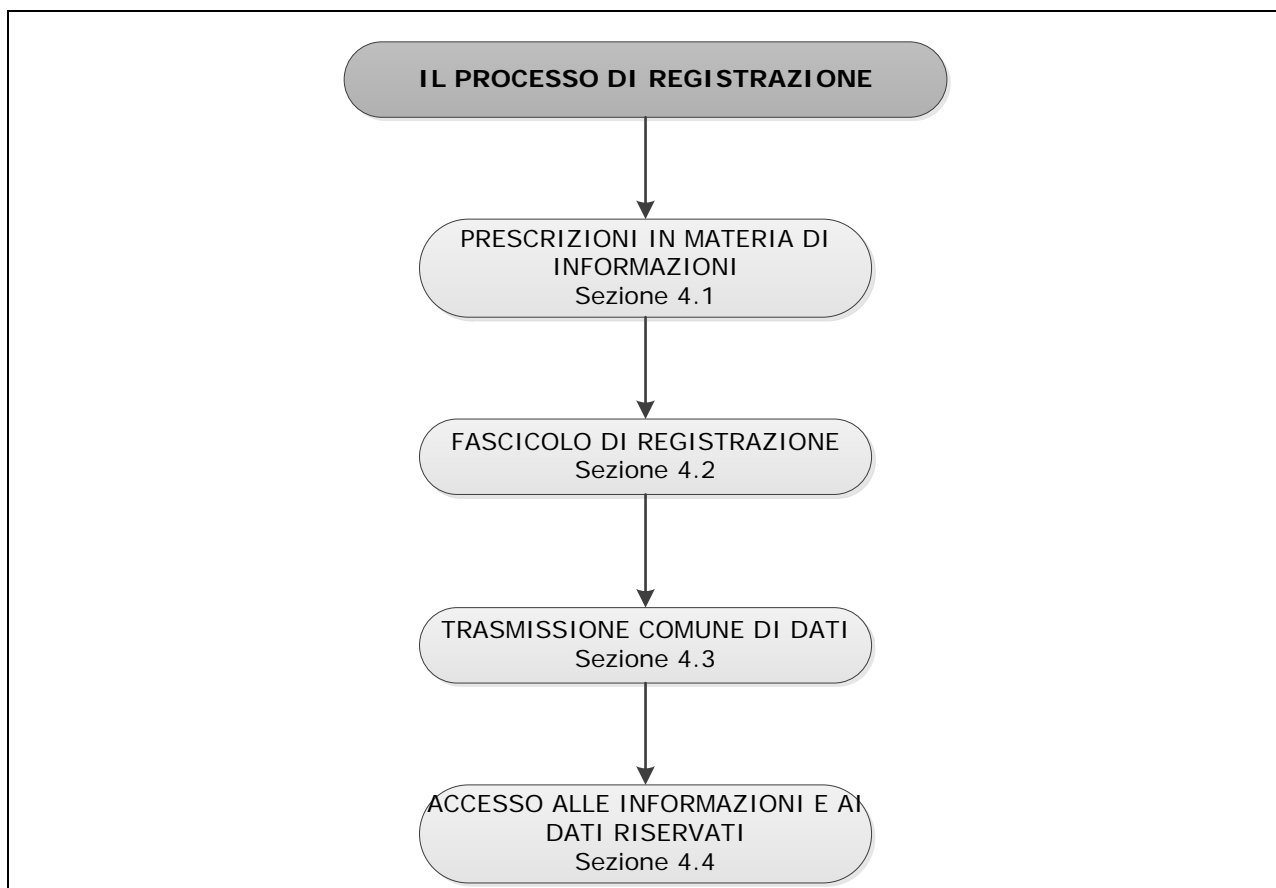 IL PROCESSO DI REGISTRAZIONE
PRESCRIZIONI IN MATERIA DI
INFORMAZIONI
Sezione 4.1
FASCICOLO DI REGISTRAZIONE
Sezione 4.2
TRASMISSIONE COMUNE DI DATI
Sezione 4.3
ACCESSO ALLE INFORMAZIONI E AI
DATI RISERVATI
Sezione 4.4